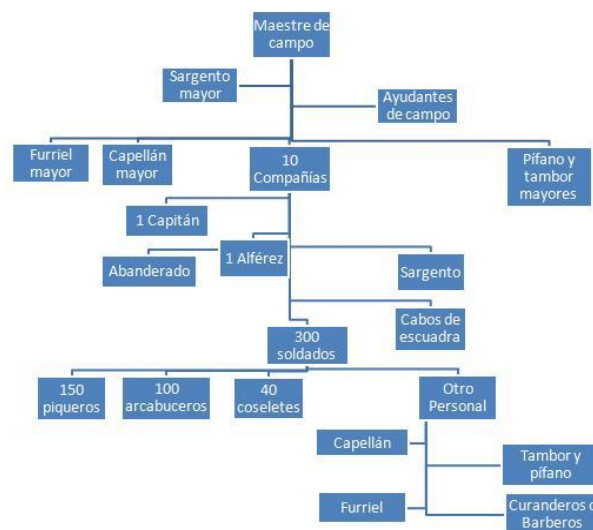 Maestre de
campo
Sargento
mayor
Ayudantes
de campo
Furriel
mayor
Capellán
mayor
10
Compañías
Pífano y
tambor
mayores
1 Capitán
1 Alférez
Abanderado
Sargento
Cabos de
escuadra
300
soldados
150
piqueros
100
arcabuceros
40
coseletes
Otro
Personal
Capellán
Tambor y
pífano
Furriel
Curanderos o
Barberos